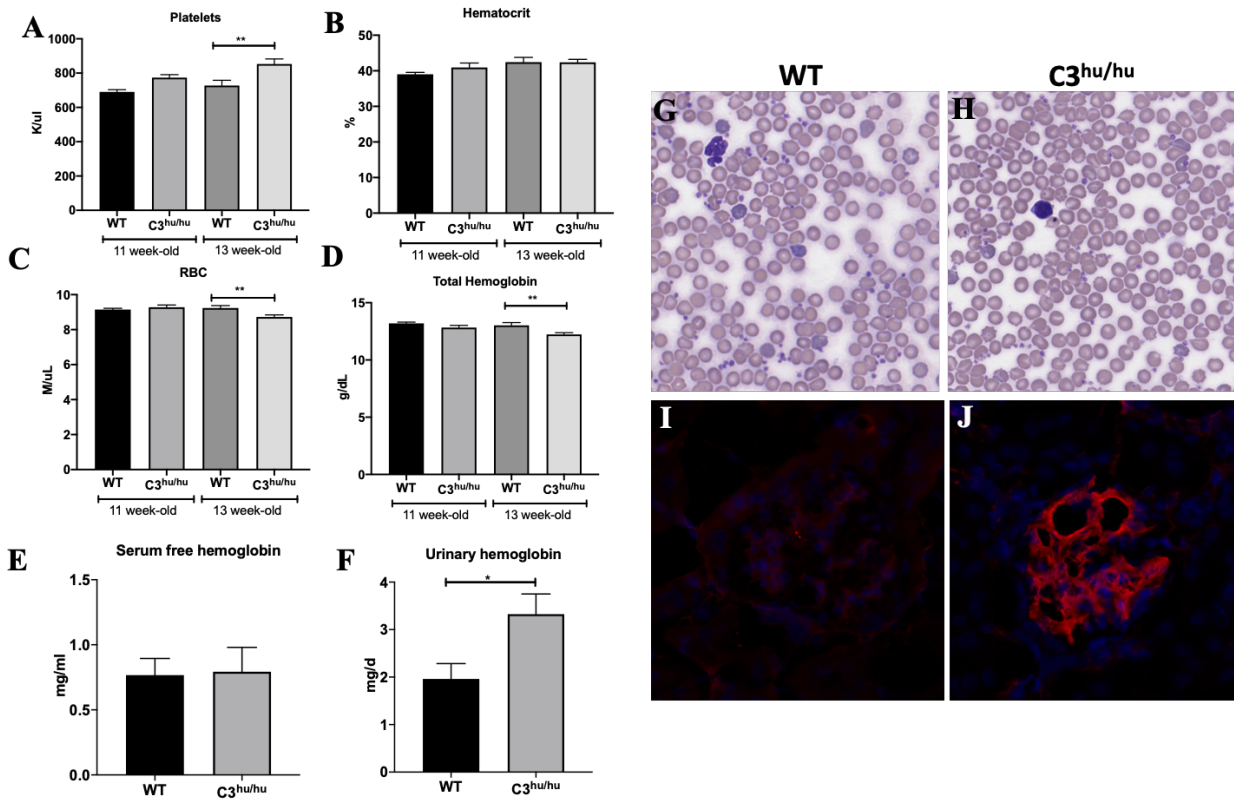 A
Platelets
**
1000
800
600
400
200
0
K/ul
WT
C3hu/hu
WT
C3hu/hu
11 week-old
13 week-old
B
Hematocrit
50
40
30
20
10
0
%
WT
C3hu/hu
WT
C3hu/hu
11 week-old
13 week-old
C
RBC
**
10
8
6
4
2
0
M/uL
WT
C3hu/hu
WT
C3hu/hu
11 week-old
13 week-old
D
Total Hemoglobin
**
15
10
5
0
g/dL
WT
C3hu/hu
WT
C3hu/hu
11 week-old
13 week-old
E
Serum free hemoglobin
1.5
1.0
0.5
0.0
mg/ml
WT
C3hu/hu
F
Urinary hemoglobin
*
4
3
2
1
0
mg/d
WT
C3hu/hu
WT
C3hu/hu
G
H
I
J